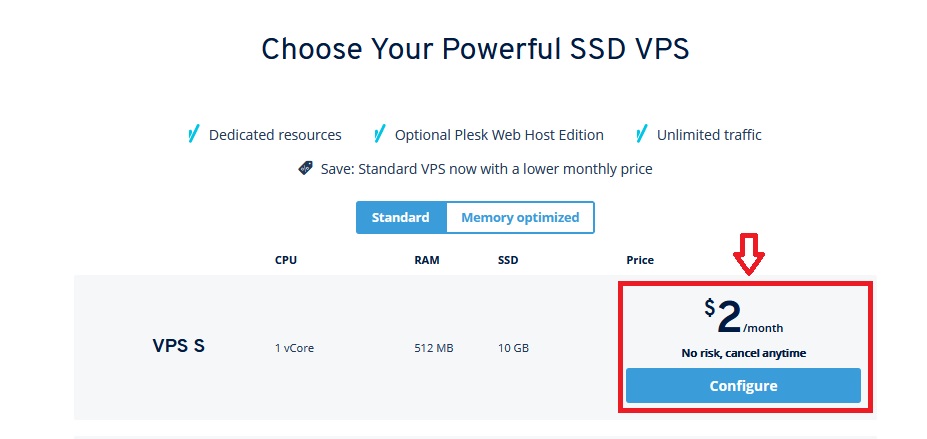 Choose Your Powerful SSD VPS
Dedicated resources Optional Plesk Web Host Edition Unlimited traffic
Save: Standard VPS now with a lower monthly price
Standard Memory optimized
CPU RAM SSD Price
$2/month
VPS S 1 vCore 512 MB 10 GB
No risk, cancel anytime
Configure